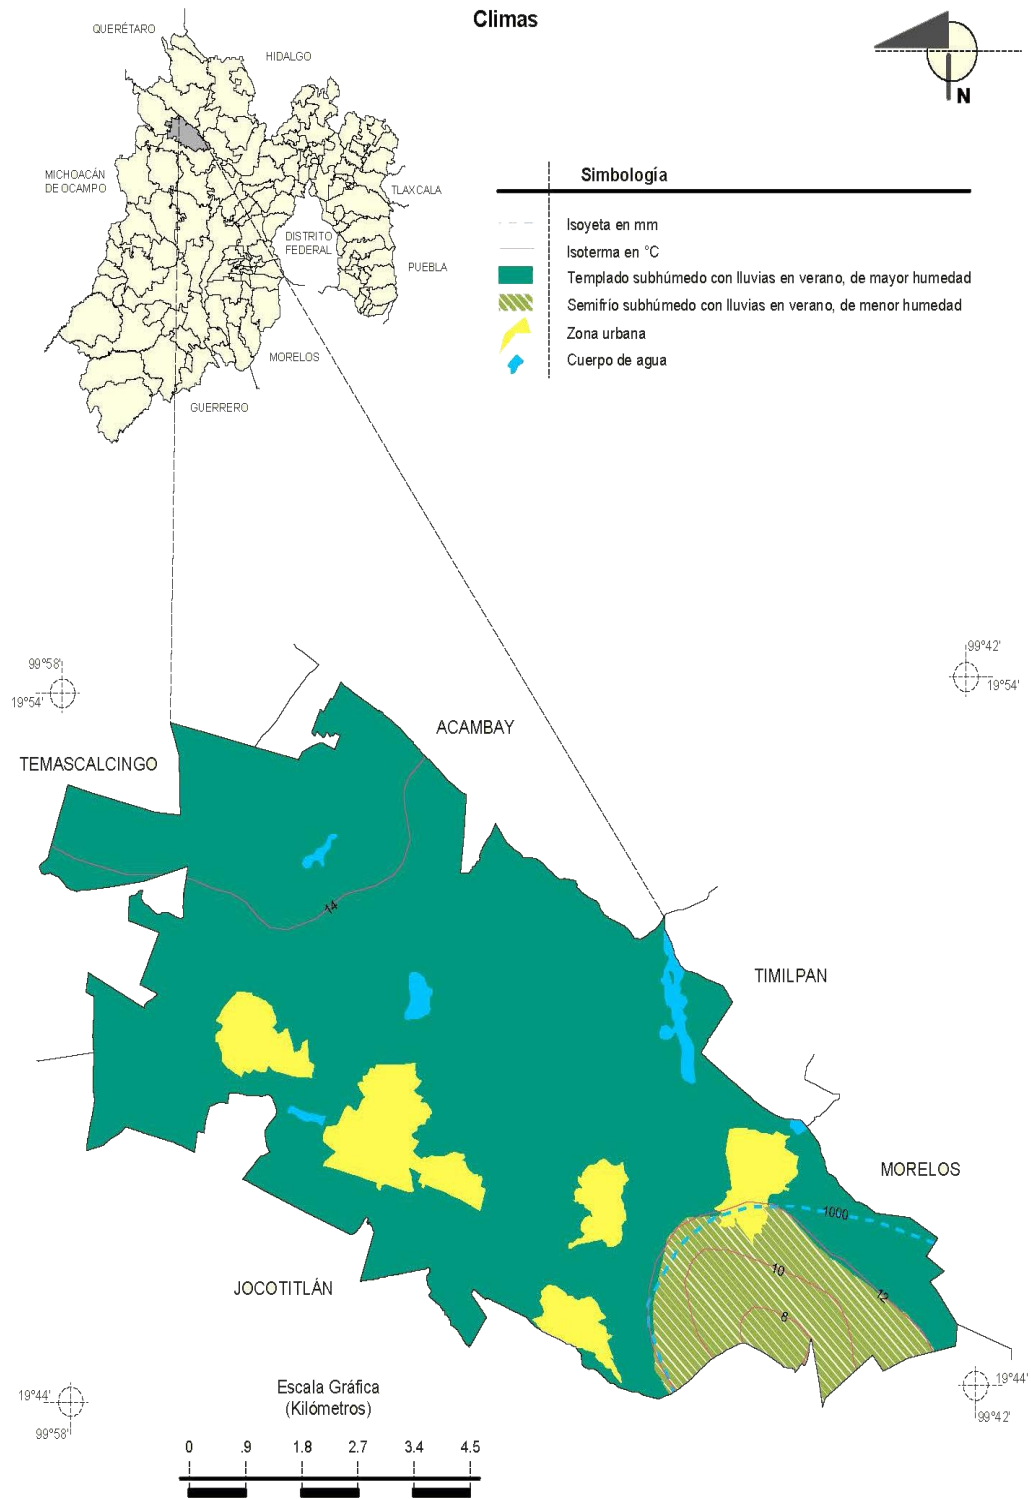 Climas
QUERÉTARO
HIDALGO
N
MICHOACÁN
DE OCAMPO
TLAXCALA
DISTRITO
FEDERAL
PUEBLA
MORELOS
GUERRERO
Simbología
Isoyeta en mm
Isoterma en °C
Templado subhúmedo con lluvias en verano, de mayor humedad
Semifrío subhúmedo con lluvias en verano, de menor humedad
Zona urbana
Cuerpo de agua
99°58'
19°54'
99°42'
19°54'
ACAMBAY
TEMASCALCINGO
14
TIMILPAN
MORELOS
1000
10
12
8
JOCOTITLÁN
19°44'
99°58'
19°44'
99°42'
Escala Gráfica
(Kilómetros)
0 .9 1.8 2.7 3.4 4.5